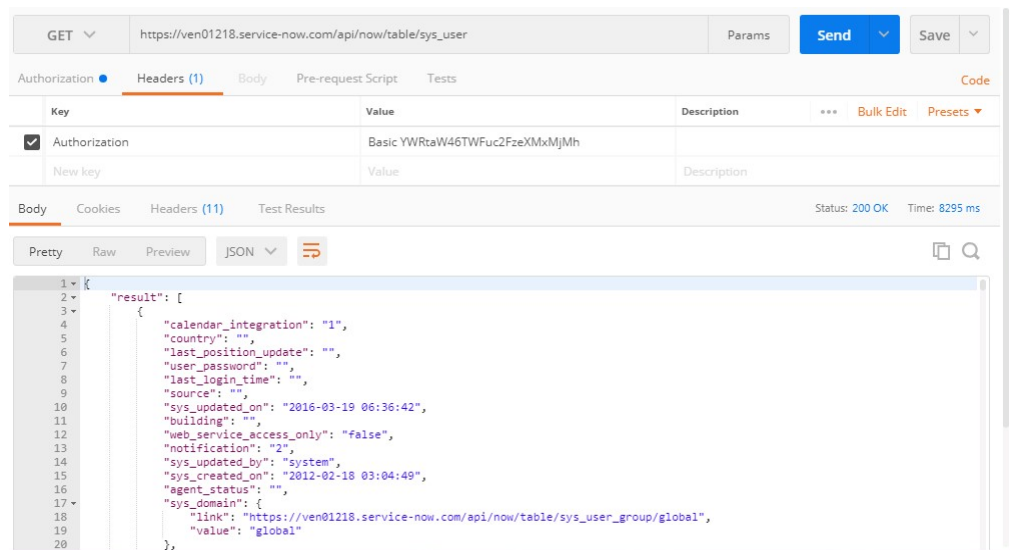 GET https://ven01218.service-now.com/api/now/table/sys_user Params Send Save
Authorization Headers (1) Body Pre-request Script Tests Code
Key Value Description ••• Bulk Edit Presets
Authorization Basic YWRtaW46TWFuc2FzeXMxMjMh
New key Value Description
Body Cookies Headers (11) Test Results Status: 200 OK Time: 8295 ms
Pretty Raw Preview JSON
1 {
2 "result": [
3 {
4 "calendar_integration": "1",
5 "country": "",
6 "last_position_update": "",
7 "user_password": "",
8 "last_login_time": "",
9 "source": "",
10 "sys_updated_on": "2016-03-19 06:36:42",
11 "building": "",
12 "web_service_access_only": "false",
13 "notification": "2",
14 "sys_updated_by": "system",
15 "sys_created_on": "2012-02-18 03:04:49",
16 "agent_status": "",
17 "sys_domain": {
18 "link": "https://ven01218.service-now.com/api/now/table/sys_user_group/global",
19 "value": "global"
20 },